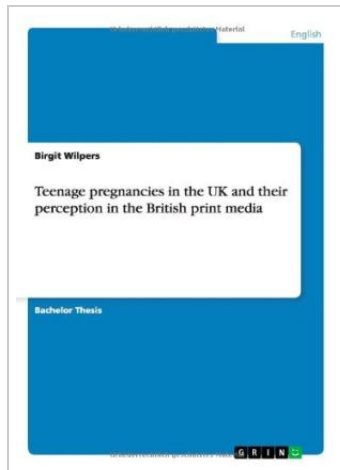 English
Birgit Wilpers
Teenage pregnancies in the UK and their
perception in the British print media
Bachelor Thesis
GRIN